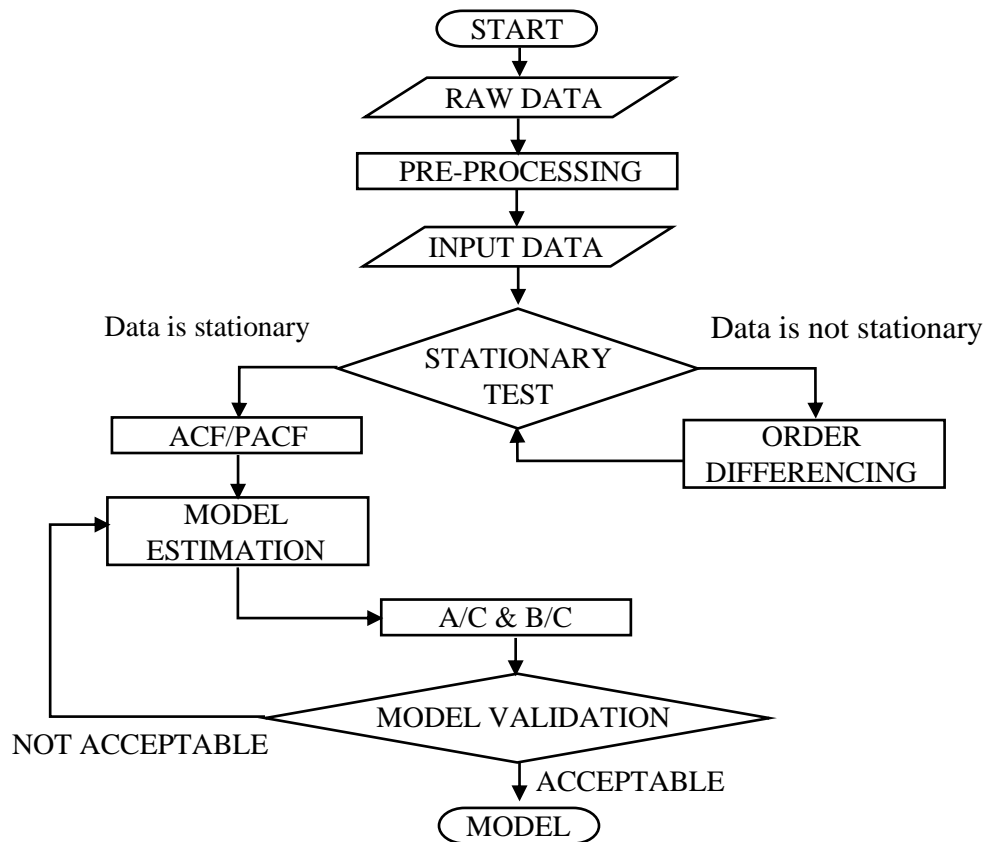 START
RAW DATA
PRE-PROCESSING
INPUT DATA
Data is stationary
Data is not stationary
STATIONARY
TEST
ACF/PACF
ORDER
DIFFERENCING
MODEL
ESTIMATION
A/C & B/C
MODEL VALIDATION
NOT ACCEPTABLE
ACCEPTABLE
MODEL